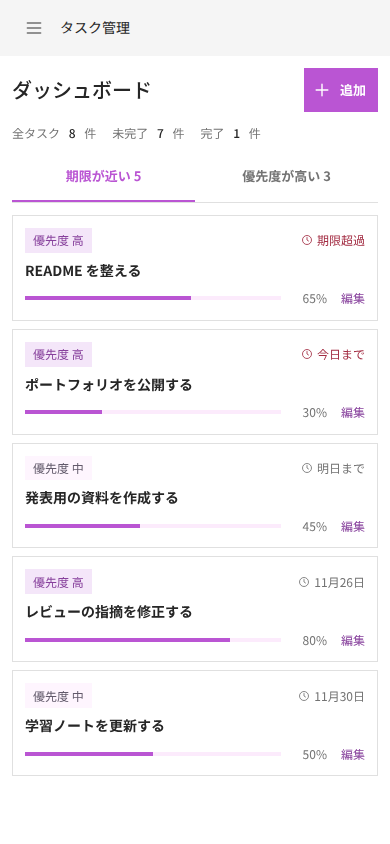 タスク管理
ダッシュボード
追加
全タスク 8 件 未完了 7 件 完了 1 件
期限が近い 5
優先度が高い 3
優先度 高
期限超過
README を整える
65%
編集
優先度 高
今日まで
ポートフォリオを公開する
30%
編集
優先度 中
明日まで
発表用の資料を作成する
45%
編集
優先度 高
11月26日
レビューの指摘を修正する
80%
編集
優先度 中
11月30日
学習ノートを更新する
50%
編集